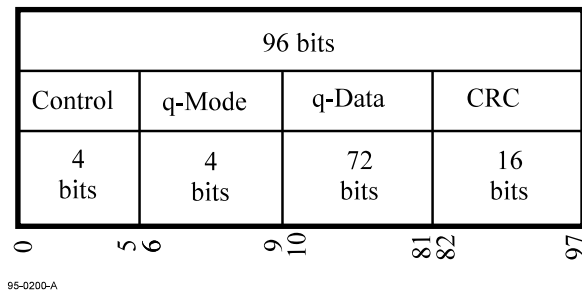 96 bits
Control q-Mode q-Data CRC
4 bits 4 bits 72 bits 16 bits
0 5 6 9 10 81 82 97
95-0200-A